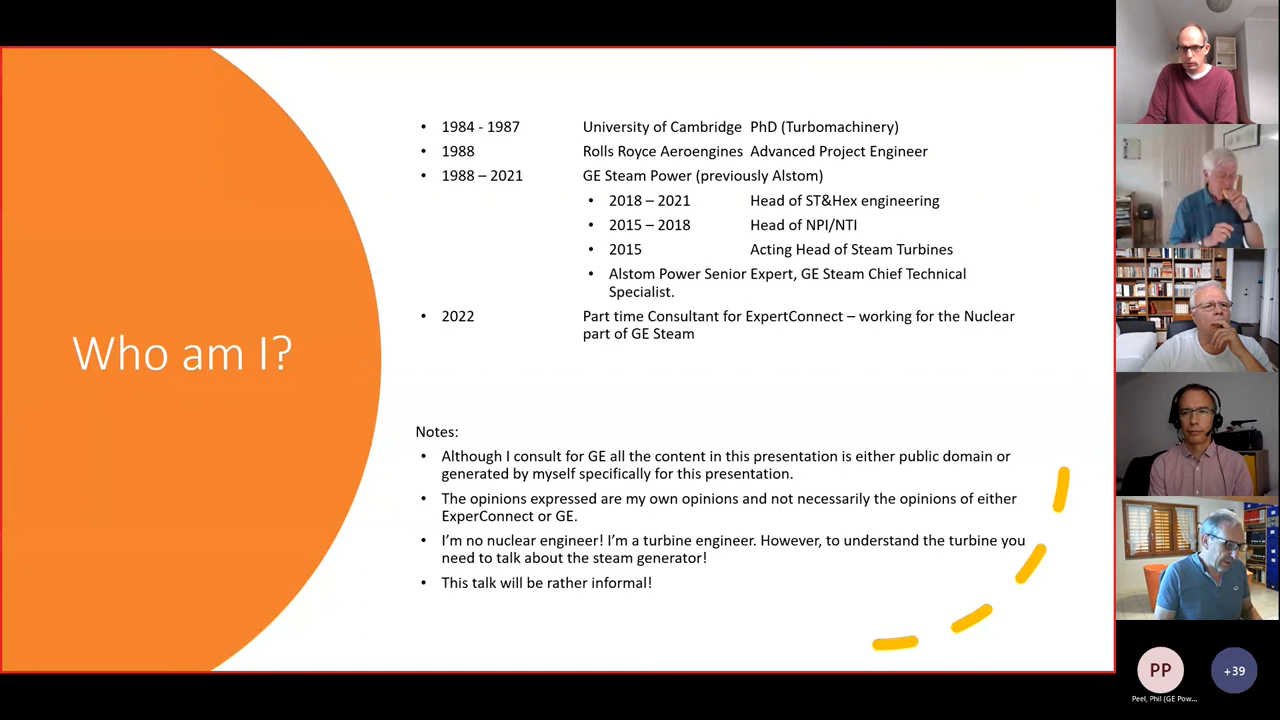 Who am I?
• 1984 - 1987 University of Cambridge PhD (Turbomachinery)
• 1988 Rolls Royce Aeroengines Advanced Project Engineer
• 1988 – 2021 GE Steam Power (previously Alstom)
• 2018 – 2021 Head of ST&Hex engineering
• 2015 – 2018 Head of NPI/NTI
• 2015 Acting Head of Steam Turbines
• Alstom Power Senior Expert, GE Steam Chief Technical
Specialist.
• 2022 Part time Consultant for ExpertConnect – working for the Nuclear
part of GE Steam
Notes:
• Although I consult for GE all the content in this presentation is either public domain or
generated by myself specifically for this presentation.
• The opinions expressed are my own opinions and not necessarily the opinions of either
ExperConnect or GE.
• I’m no nuclear engineer! I’m a turbine engineer. However, to understand the turbine you
need to talk about the steam generator!
• This talk will be rather informal!
PP
+39
Peel, Phil (GE Pow...